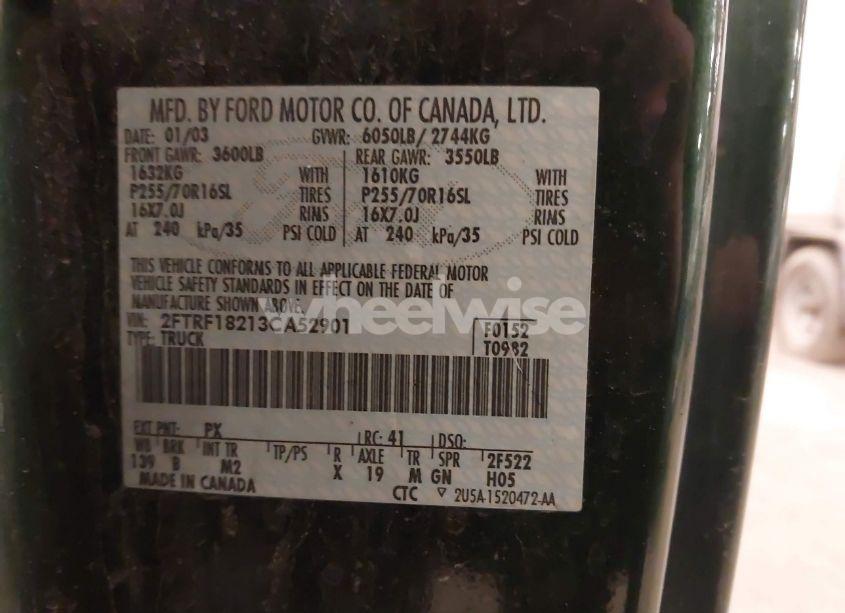 MFD. BY FORD MOTOR CO. OF CANADA, LTD.
DATE: 01/03 GVWR: 6050LB/ 2744KG
FRONT GAWR: 3600LB REAR GAWR: 3550LB
1632KG WITH 1610KG WITH
P255/70R16SL TIRES P255/70R16SL TIRES
16X7.0J RIMS 16X7.0J RIMS
AT 240 kPa/35 PSI COLD AT 240 kPa/35 PSI COLD
THIS VEHICLE CONFORMS TO ALL APPLICABLE FEDERAL MOTOR
VEHICLE SAFETY STANDARDS IN EFFECT ON THE DATE OF
MANUFACTURE SHOWN ABOVE.
wheelwise
VIN: 2FTRF18213CA52901 F0152
TYPE: TRUCK T0982
EXT PNT: PX RC: 41 DSO:
WB BRK INT TR TP/PS R AXLE TR SPR 2F522
139 B M2 X 19 M GN H05
MADE IN CANADA CTC 2U5A-1520472-AA